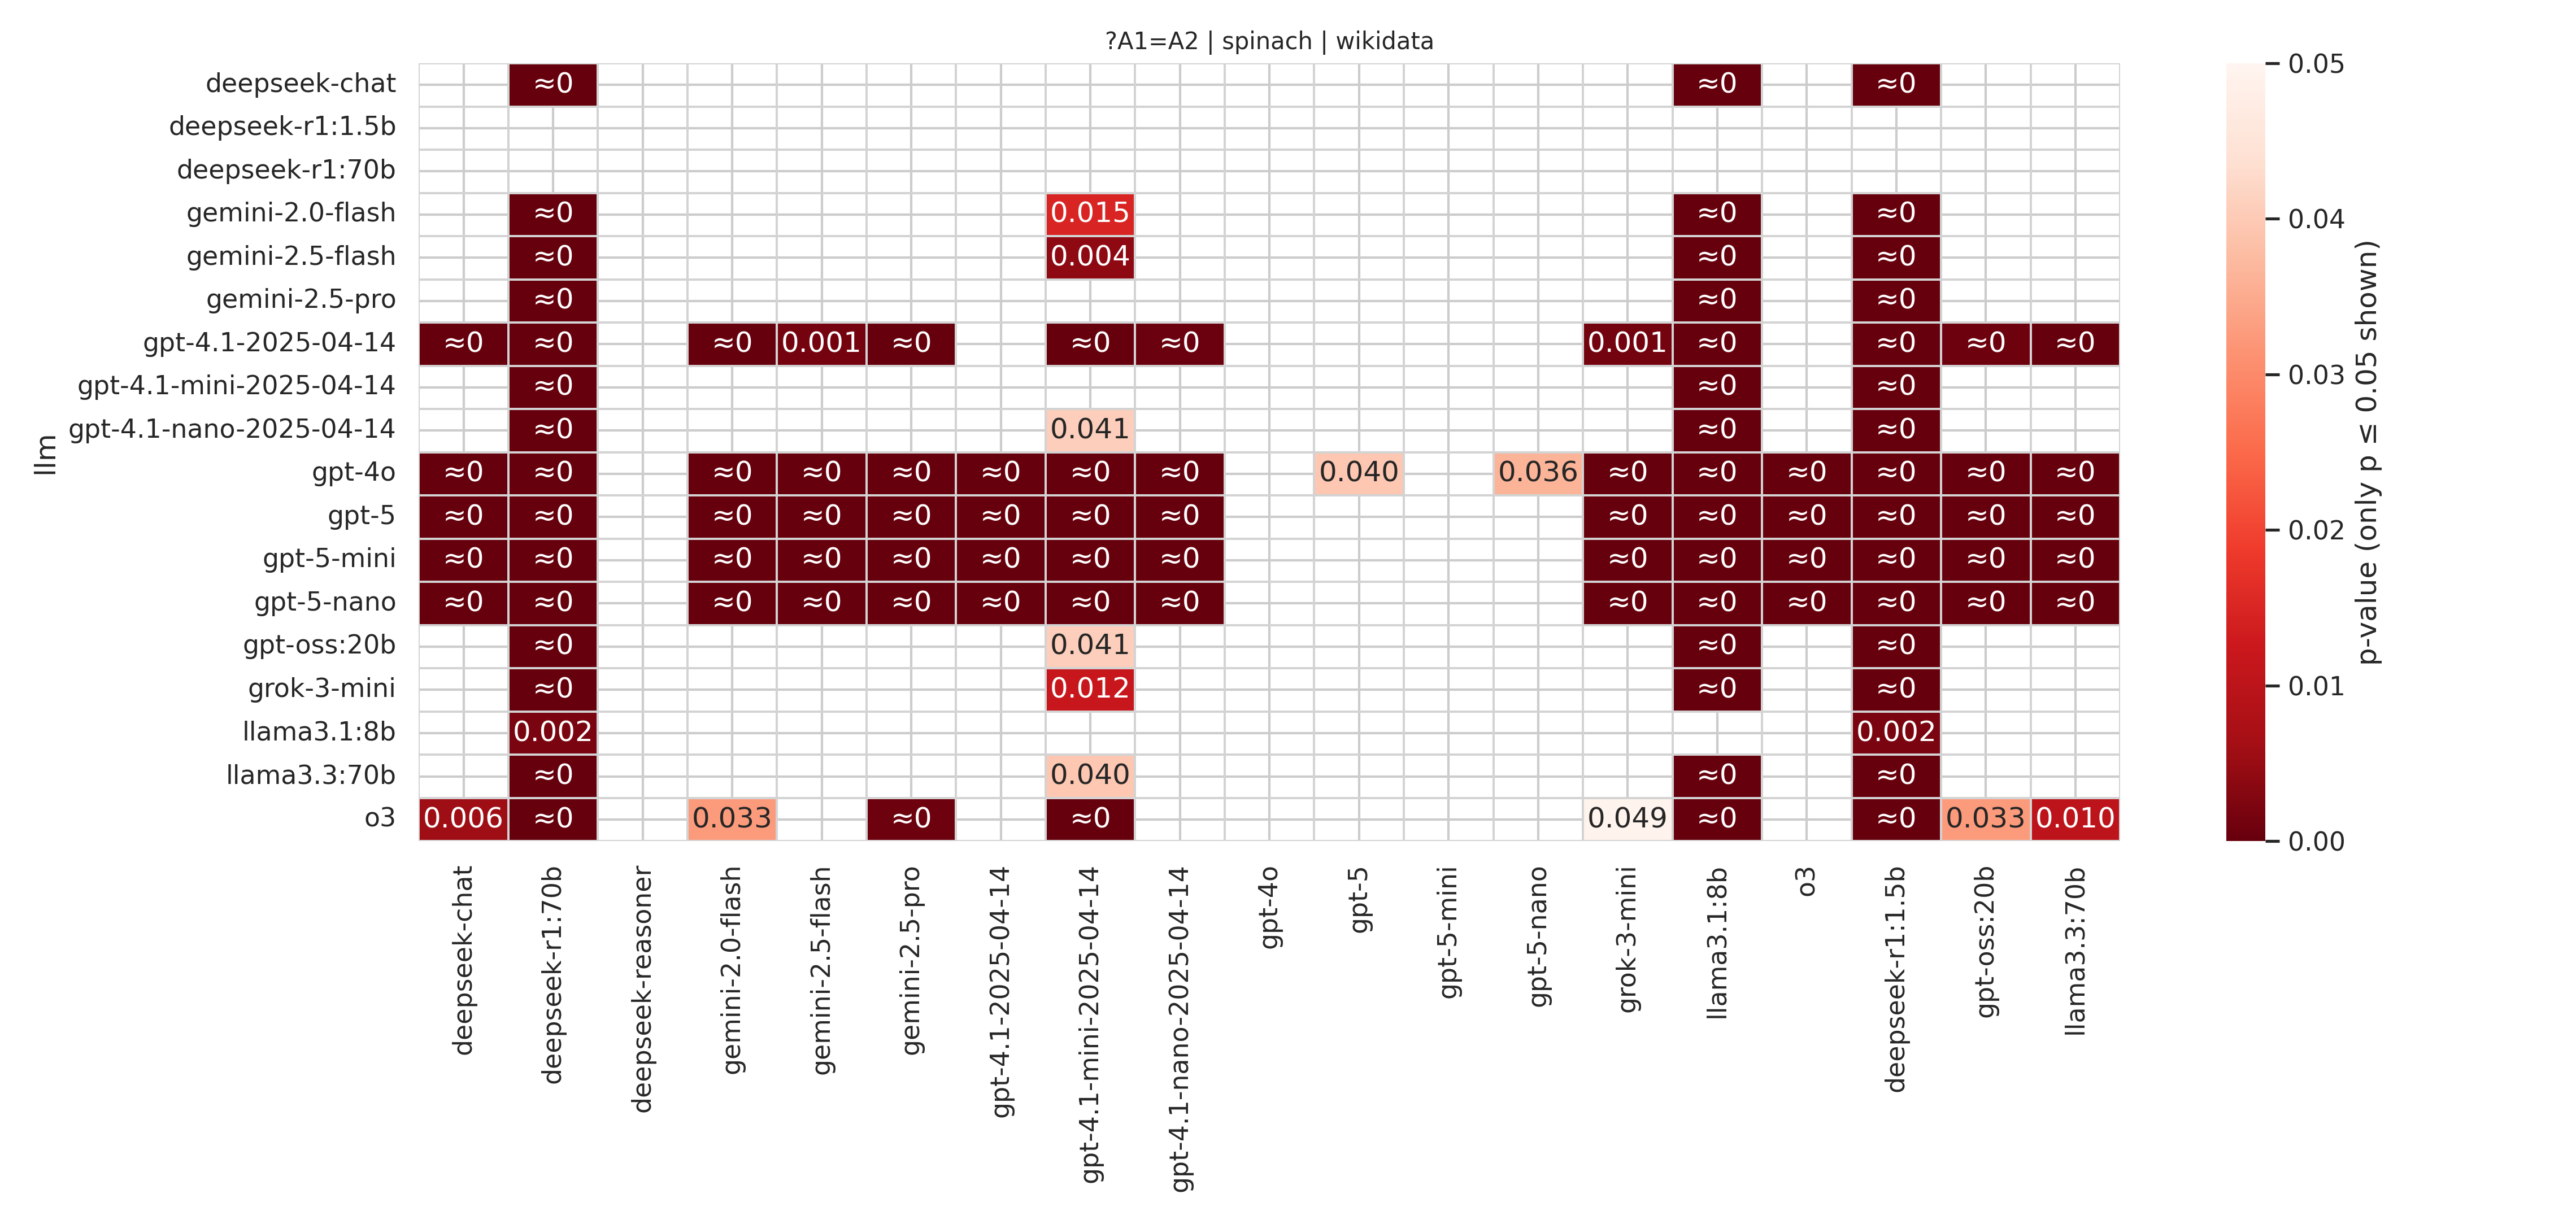 ?A1=A2 | spinach | wikidata
llm
deepseek-chat ≈0 ≈0 ≈0
deepseek-r1:1.5b
deepseek-r1:70b
gemini-2.0-flash ≈0 0.015 ≈0 ≈0
gemini-2.5-flash ≈0 0.004 ≈0 ≈0
gemini-2.5-pro ≈0 ≈0 ≈0
gpt-4.1-2025-04-14 ≈0 ≈0 ≈0 0.001 ≈0 ≈0 ≈0 0.001 ≈0 ≈0 ≈0 ≈0
gpt-4.1-mini-2025-04-14 ≈0 ≈0 ≈0
gpt-4.1-nano-2025-04-14 ≈0 0.041 ≈0 ≈0
gpt-4o ≈0 ≈0 ≈0 ≈0 ≈0 ≈0 ≈0 ≈0 0.040 0.036 ≈0 ≈0 ≈0 ≈0 ≈0 ≈0
gpt-5 ≈0 ≈0 ≈0 ≈0 ≈0 ≈0 ≈0 ≈0 ≈0 ≈0 ≈0 ≈0 ≈0 ≈0
gpt-5-mini ≈0 ≈0 ≈0 ≈0 ≈0 ≈0 ≈0 ≈0 ≈0 ≈0 ≈0 ≈0 ≈0 ≈0
gpt-5-nano ≈0 ≈0 ≈0 ≈0 ≈0 ≈0 ≈0 ≈0 ≈0 ≈0 ≈0 ≈0 ≈0 ≈0
gpt-oss:20b ≈0 0.041 ≈0 ≈0
grok-3-mini ≈0 0.012 ≈0 ≈0
llama3.1:8b 0.002 0.002
llama3.3:70b ≈0 0.040 ≈0 ≈0
o3 0.006 ≈0 0.033 ≈0 ≈0 0.049 ≈0 ≈0 0.033 0.010
deepseek-chat
deepseek-r1:70b
deepseek-reasoner
gemini-2.0-flash
gemini-2.5-flash
gemini-2.5-pro
gpt-4.1-2025-04-14
gpt-4.1-mini-2025-04-14
gpt-4.1-nano-2025-04-14
gpt-4o
gpt-5
gpt-5-mini
gpt-5-nano
grok-3-mini
llama3.1:8b
o3
deepseek-r1:1.5b
gpt-oss:20b
llama3.3:70b
0.05
0.04
0.03
0.02
0.01
0.00
p-value (only p ≤ 0.05 shown)